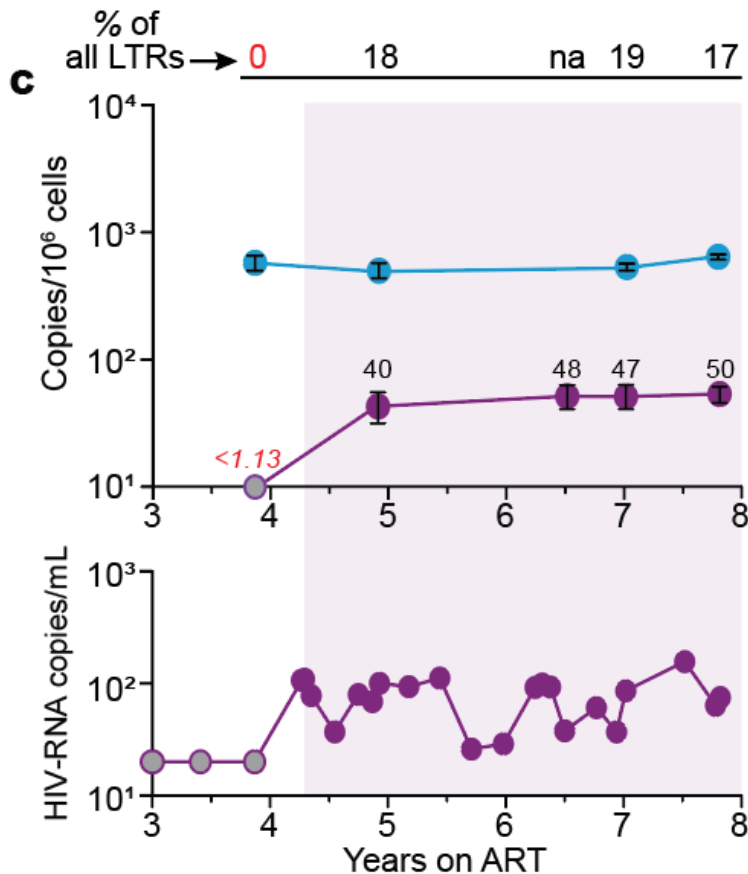 % of
all LTRs 0 18 na 19 17
c
10⁴
10³
10²
10¹
Copies/10⁶ cells
40 48 47 50
<1.13
3 4 5 6 7 8
10³
10²
10¹
HIV-RNA copies/mL
3 4 5 6 7 8
Years on ART